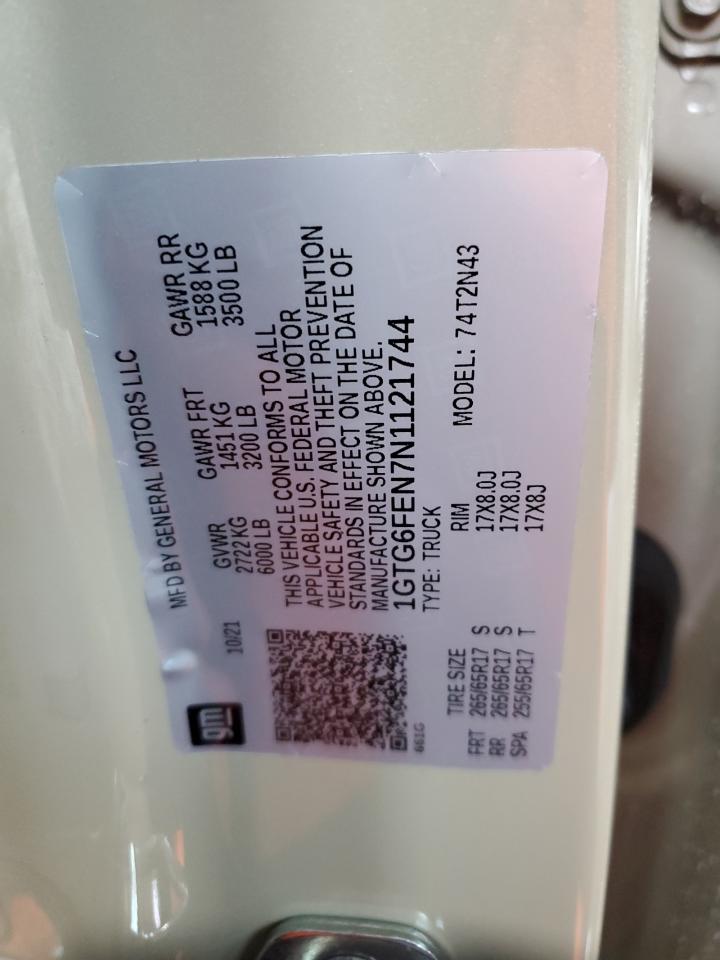 gm
MFD BY GENERAL MOTORS LLC
10/21
GVWR GAWR FRT GAWR RR
2722 KG 1451 KG 1588 KG
6000 LB 3200 LB 3500 LB
THIS VEHICLE CONFORMS TO ALL
APPLICABLE U.S. FEDERAL MOTOR
VEHICLE SAFETY AND THEFT PREVENTION
STANDARDS IN EFFECT ON THE DATE OF
MANUFACTURE SHOWN ABOVE.
1GTG6FEN7N1121744
661G
TYPE: TRUCK MODEL: 74T2N43
TIRE SIZE RIM
FRT 265/65R17 S 17X8.0J
RR 265/65R17 S 17X8.0J
SPA 255/65R17 T 17X8J